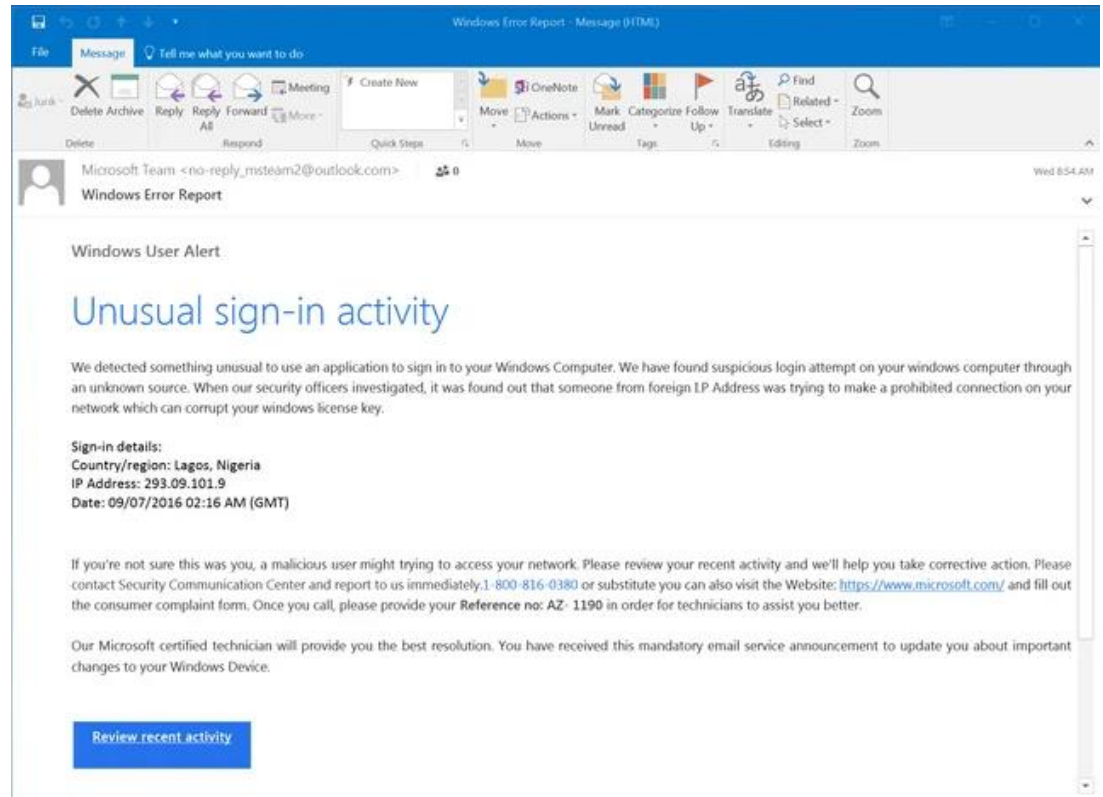 Windows Error Report - Message (HTML)
File Message Tell me what you want to do
Junk
Delete Archive
Reply Reply All Forward
Meeting
More
Create New
Move
OneNote
Actions
Mark Unread
Categorize
Follow Up
Translate
Find
Related
Select
Zoom
Delete Respond Quick Steps Move Tags Editing Zoom
Microsoft Team <no-reply_msteam2@outlook.com> 0 Wed 8:54 AM
Windows Error Report
Windows User Alert
Unusual sign-in activity
We detected something unusual to use an application to sign in to your Windows Computer. We have found suspicious login attempt on your windows computer through
an unknown source. When our security officers investigated, it was found out that someone from foreign I.P Address was trying to make a prohibited connection on your
network which can corrupt your windows license key.
Sign-in details:
Country/region: Lagos, Nigeria
IP Address: 293.09.101.9
Date: 09/07/2016 02:16 AM (GMT)
If you're not sure this was you, a malicious user might trying to access your network. Please review your recent activity and we'll help you take corrective action. Please
contact Security Communication Center and report to us immediately.1-800-816-0380 or substitute you can also visit the Website: https://www.microsoft.com/ and fill out
the consumer complaint form. Once you call, please provide your Reference no: AZ- 1190 in order for technicians to assist you better.
Our Microsoft certified technician will provide you the best resolution. You have received this mandatory email service announcement to update you about important
changes to your Windows Device.
Review recent activity